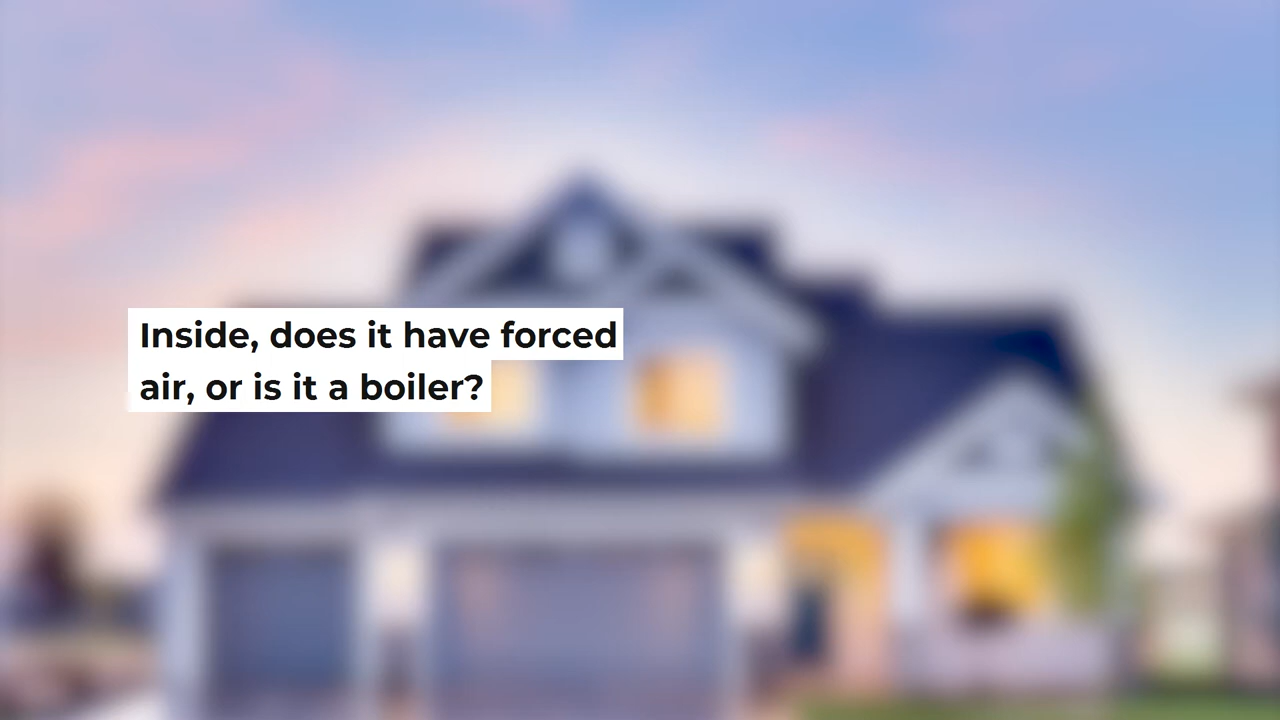 Inside, does it have forced
air, or is it a boiler?